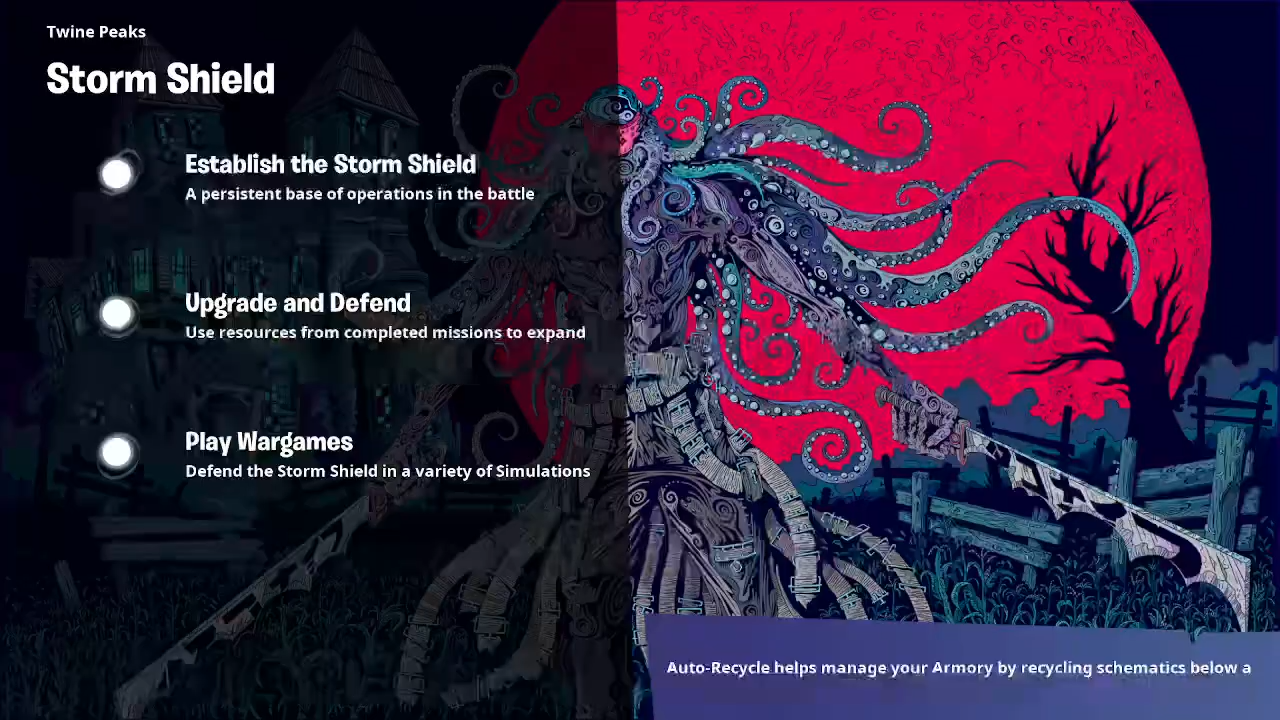 Twine Peaks
Storm Shield
Establish the Storm Shield
A persistent base of operations in the battle
Upgrade and Defend
Use resources from completed missions to expand
Play Wargames
Defend the Storm Shield in a variety of Simulations
Auto-Recycle helps manage your Armory by recycling schematics below a